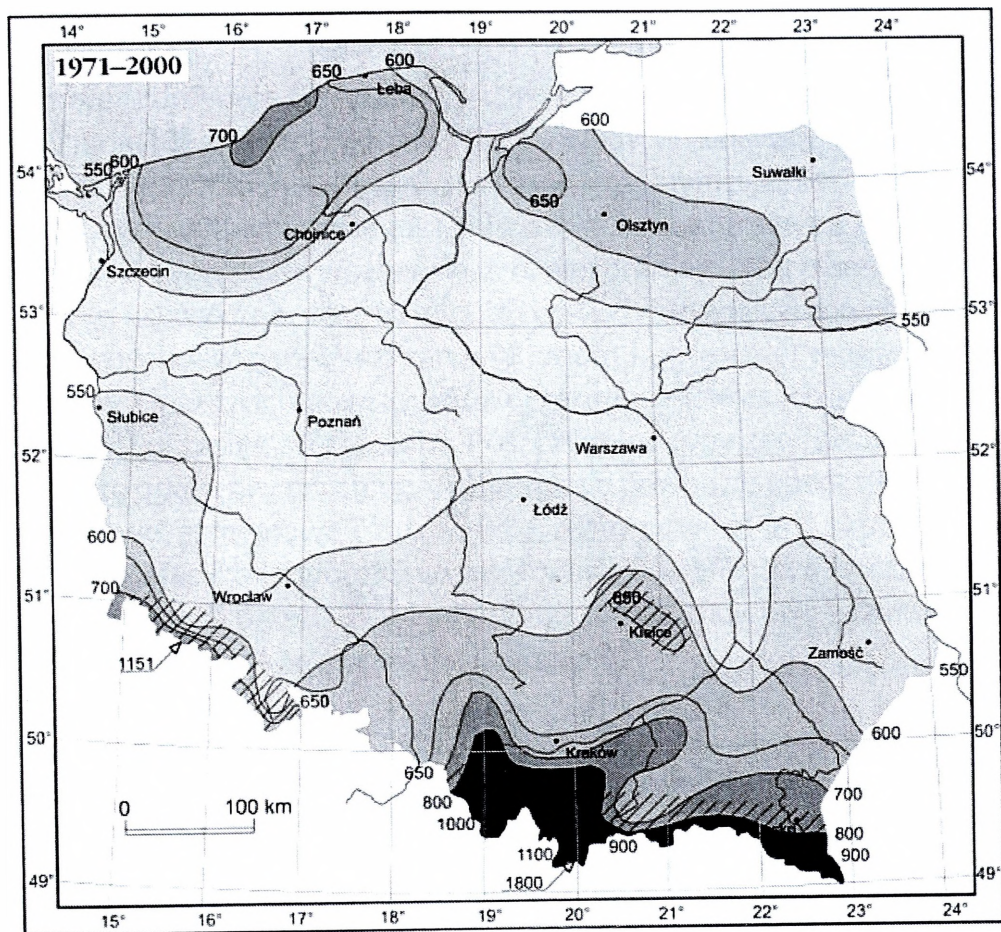 14° 15° 16° 17° 18° 19° 20° 21° 22° 23° 24°
1971–2000
650
600
Łeba
700
600
550
600
54°
54°
Suwałki
650
Olsztyn
Chojnice
Szczecin
53°
53°
550
550
Słubice
Poznań
Warszawa
52°
52°
Łódź
600
51°
51°
700
Wrocław
Kielce
Zamość
1151
550
650
50°
50°
600
Kraków
650
0 100 km
800
700
1000
800
1100
900
900
1800
49°
49°
15° 16° 17° 18° 19° 20° 21° 22° 23° 24°